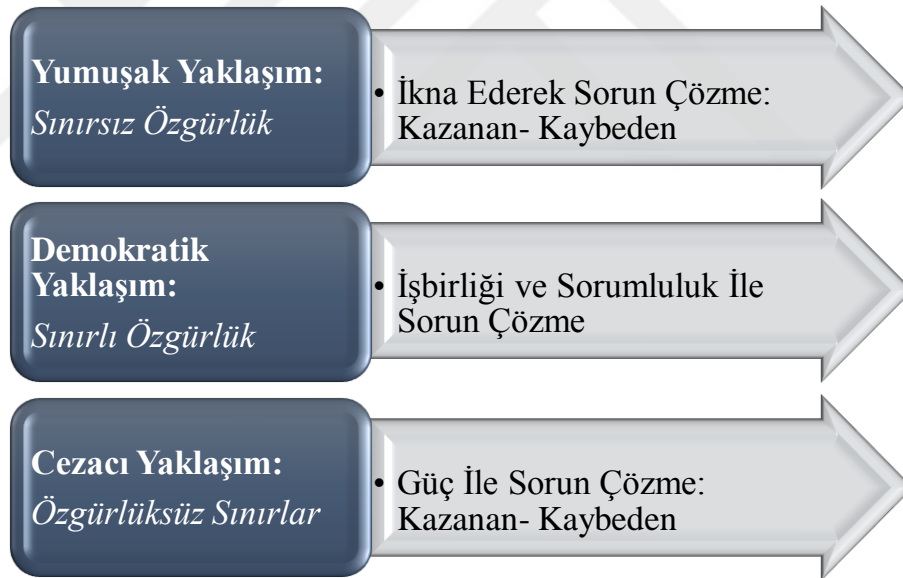 Yumuşak Yaklaşım:
Sınırsız Özgürlük
• İkna Ederek Sorun Çözme:
Kazanan- Kaybeden
Demokratik
Yaklaşım:
Sınırlı Özgürlük
• İşbirliği ve Sorumluluk İle
Sorun Çözme
Cezacı Yaklaşım:
Özgürlüksüz Sınırlar
• Güç İle Sorun Çözme:
Kazanan- Kaybeden